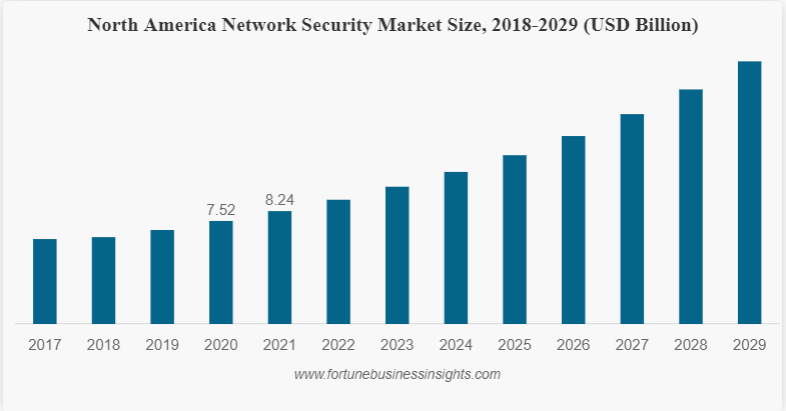 North America Network Security Market Size, 2018-2029 (USD Billion)
7.52
8.24
2017 2018 2019 2020 2021 2022 2023 2024 2025 2026 2027 2028 2029
www.fortunebusinessinsights.com